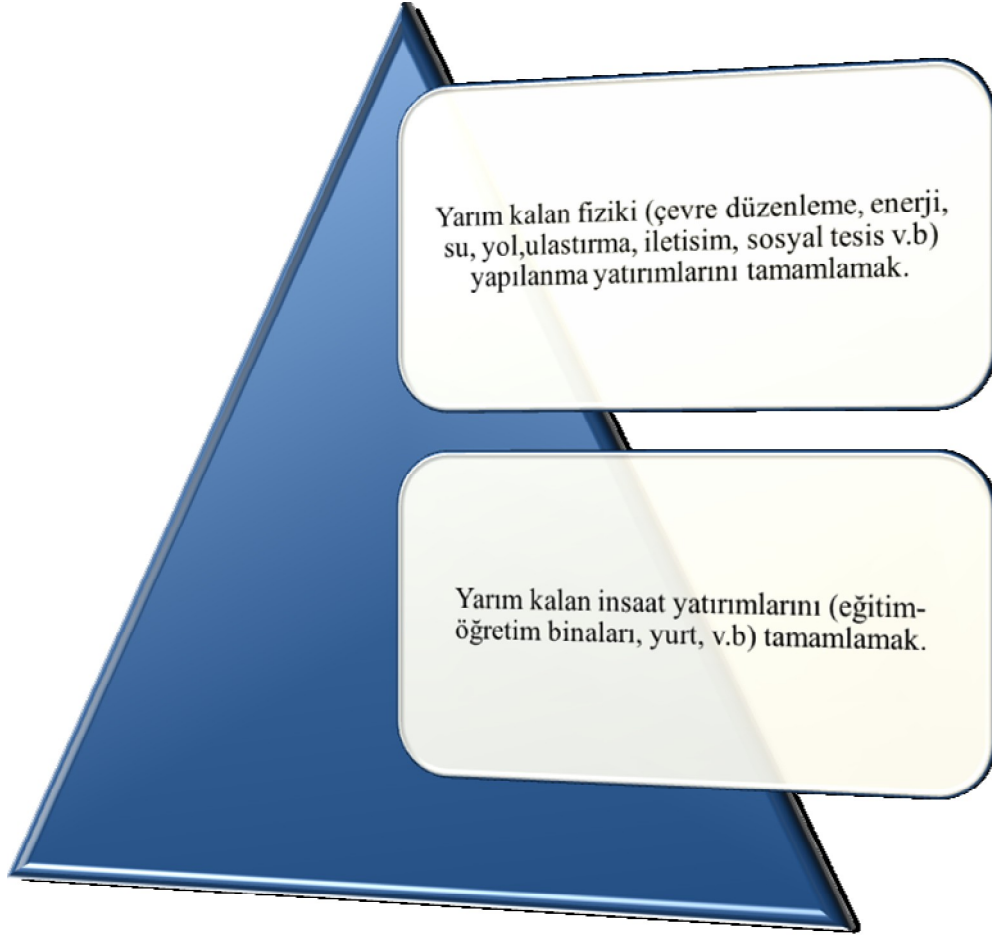 Yarım kalan fiziki (çevre düzenleme, enerji,
su, yol,ulastırma, iletisim, sosyal tesis v.b)
yapılanma yatırımlarını tamamlamak.
Yarım kalan insaat yatırımlarını (eğitim-
öğretim binaları, yurt, v.b) tamamlamak.